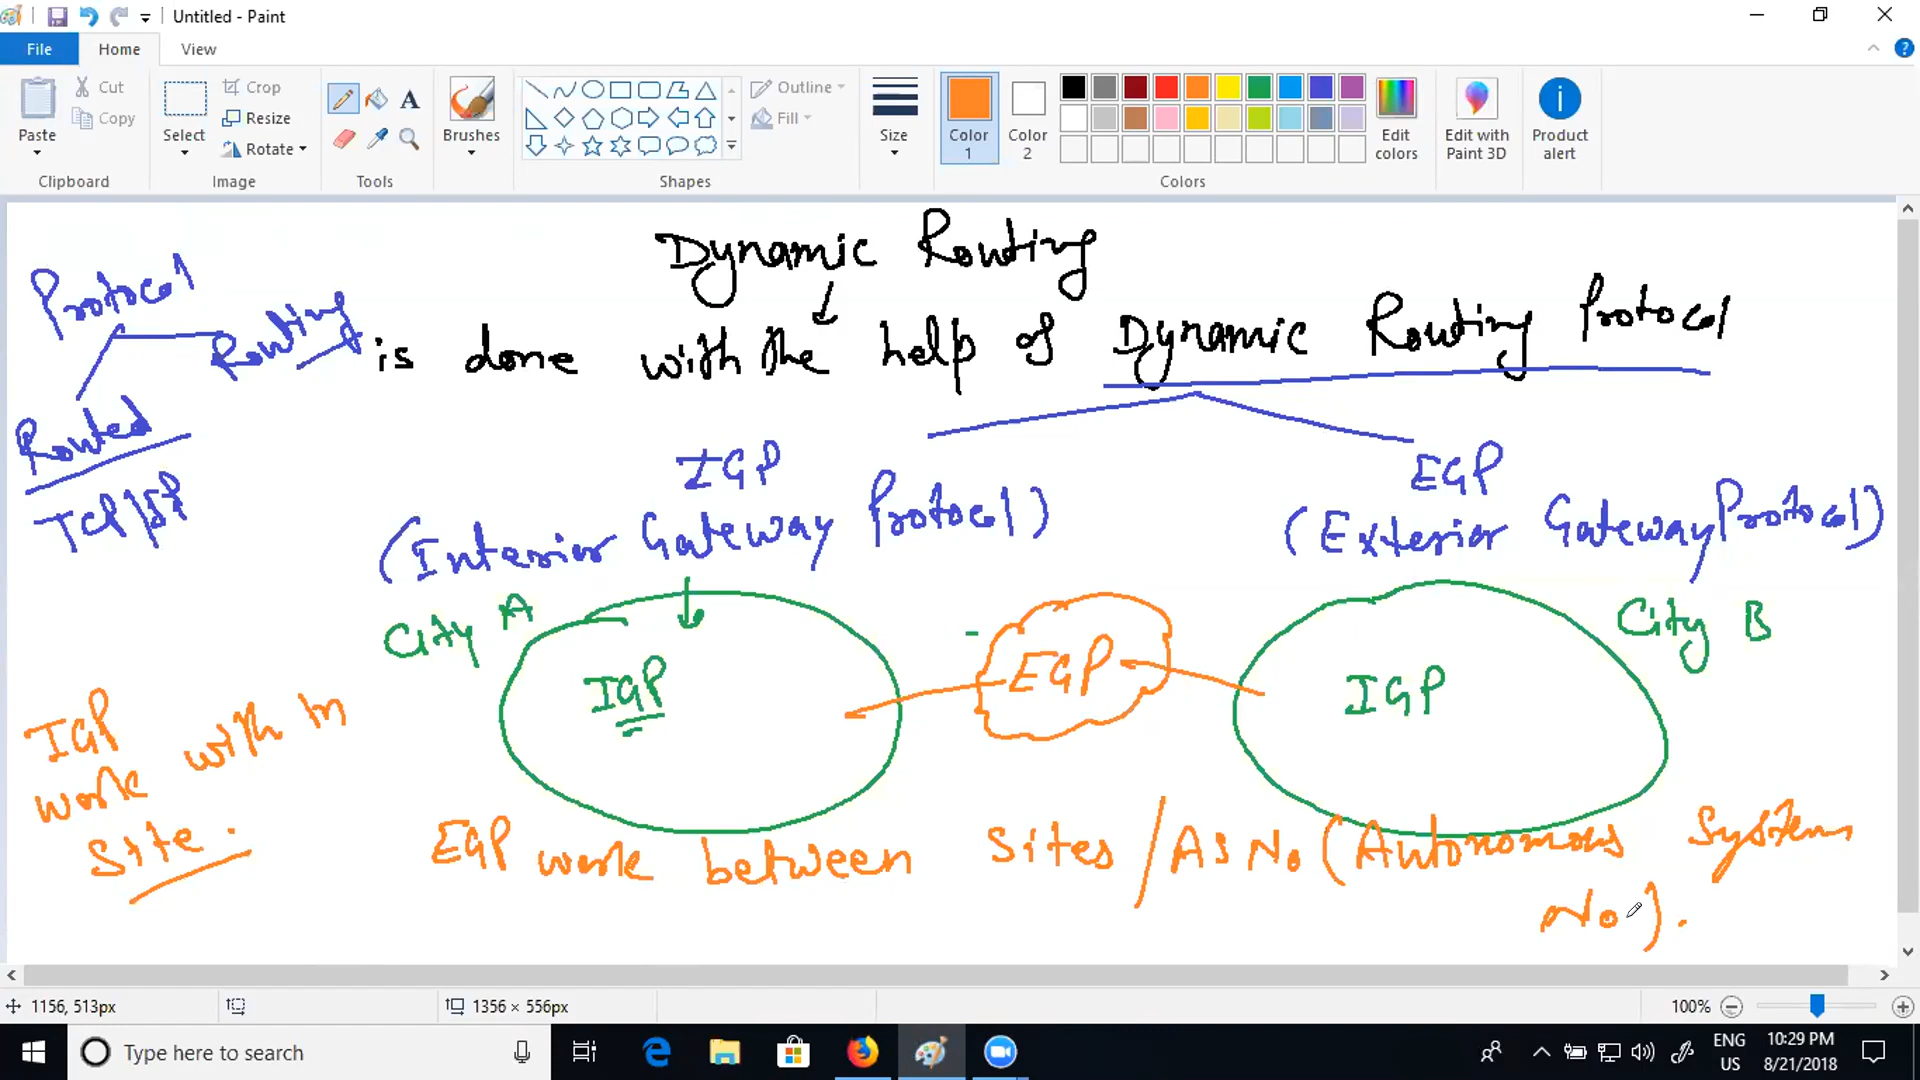 Untitled - Paint
File Home View
Paste
Cut
Copy
Clipboard
Select
Crop
Resize
Rotate
Image
Tools
Brushes
Shapes
Outline
Fill
Size
Color 1
Color 2
Colors
Edit colors
Edit with Paint 3D
Product alert
Dynamic Routing
Protocol
Routing
Routed
TCP/IP
is done with the help of Dynamic Routing Protocol
IGP
(Interior Gateway Protocol)
EGP
(Exterior Gateway Protocol)
City A
IGP
EGP
IGP
City B
IGP
work with in
site.
EGP work between sites / AS No (Autonomous System
No).
1156, 513px
1356 × 556px
100%
Type here to search
ENG
US
10:29 PM
8/21/2018